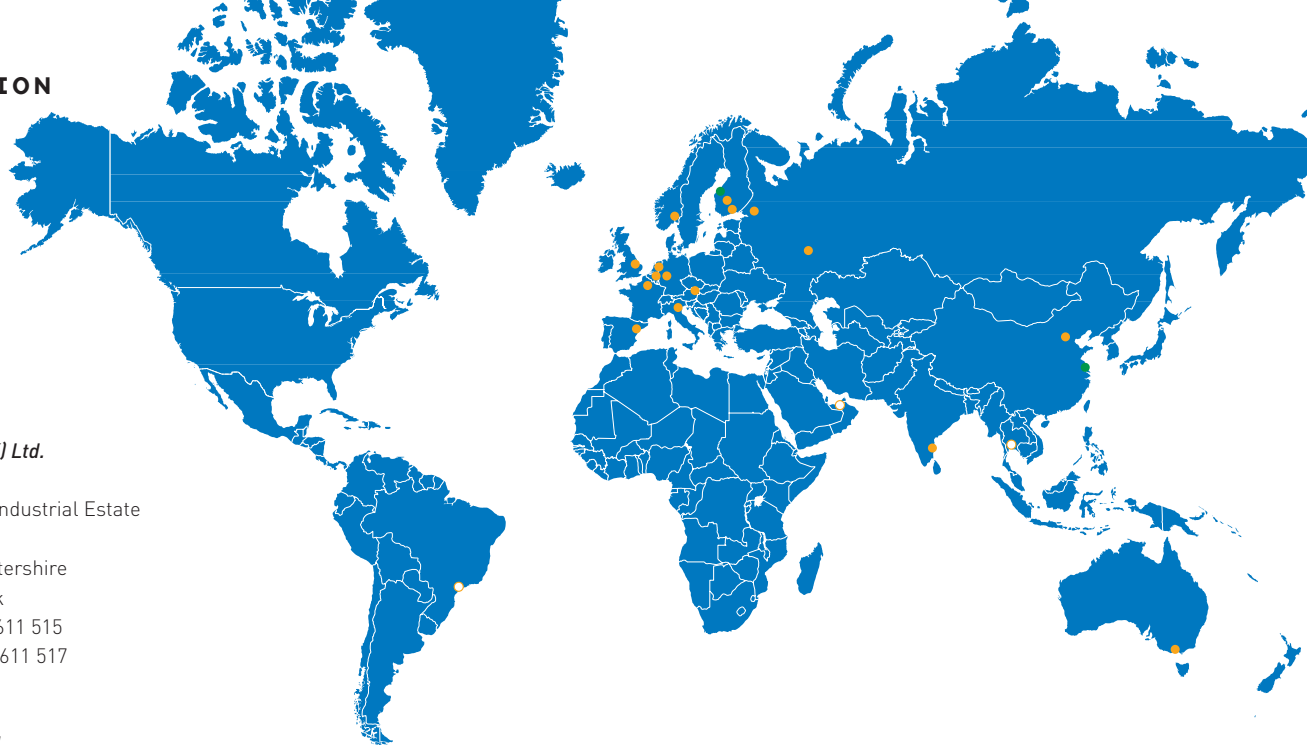 ION
) Ltd.
ndustrial Estate
tershire
k
611 515
611 517